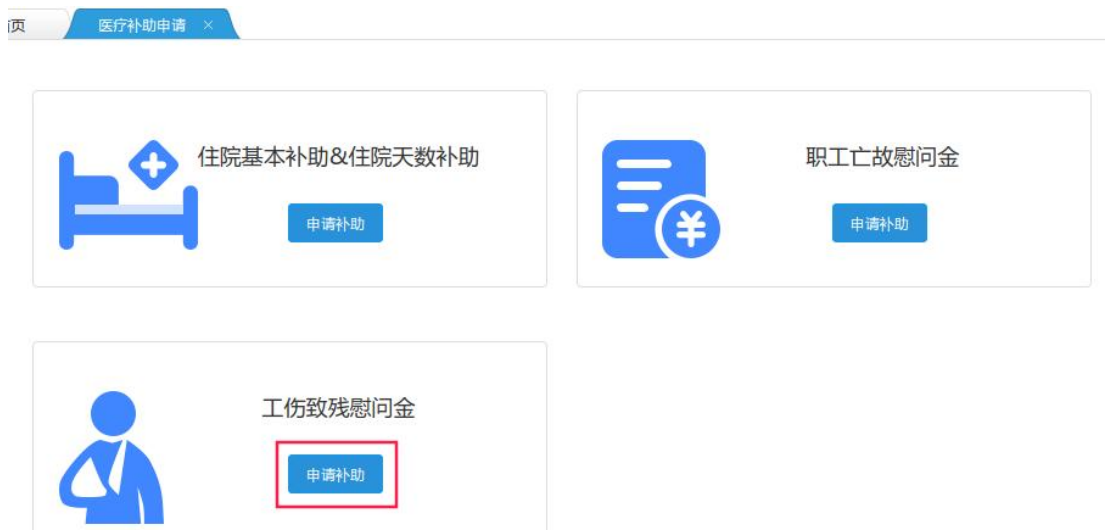 页
医疗补助申请 ×
住院基本补助&住院天数补助
申请补助
职工亡故慰问金
申请补助
工伤致残慰问金
申请补助